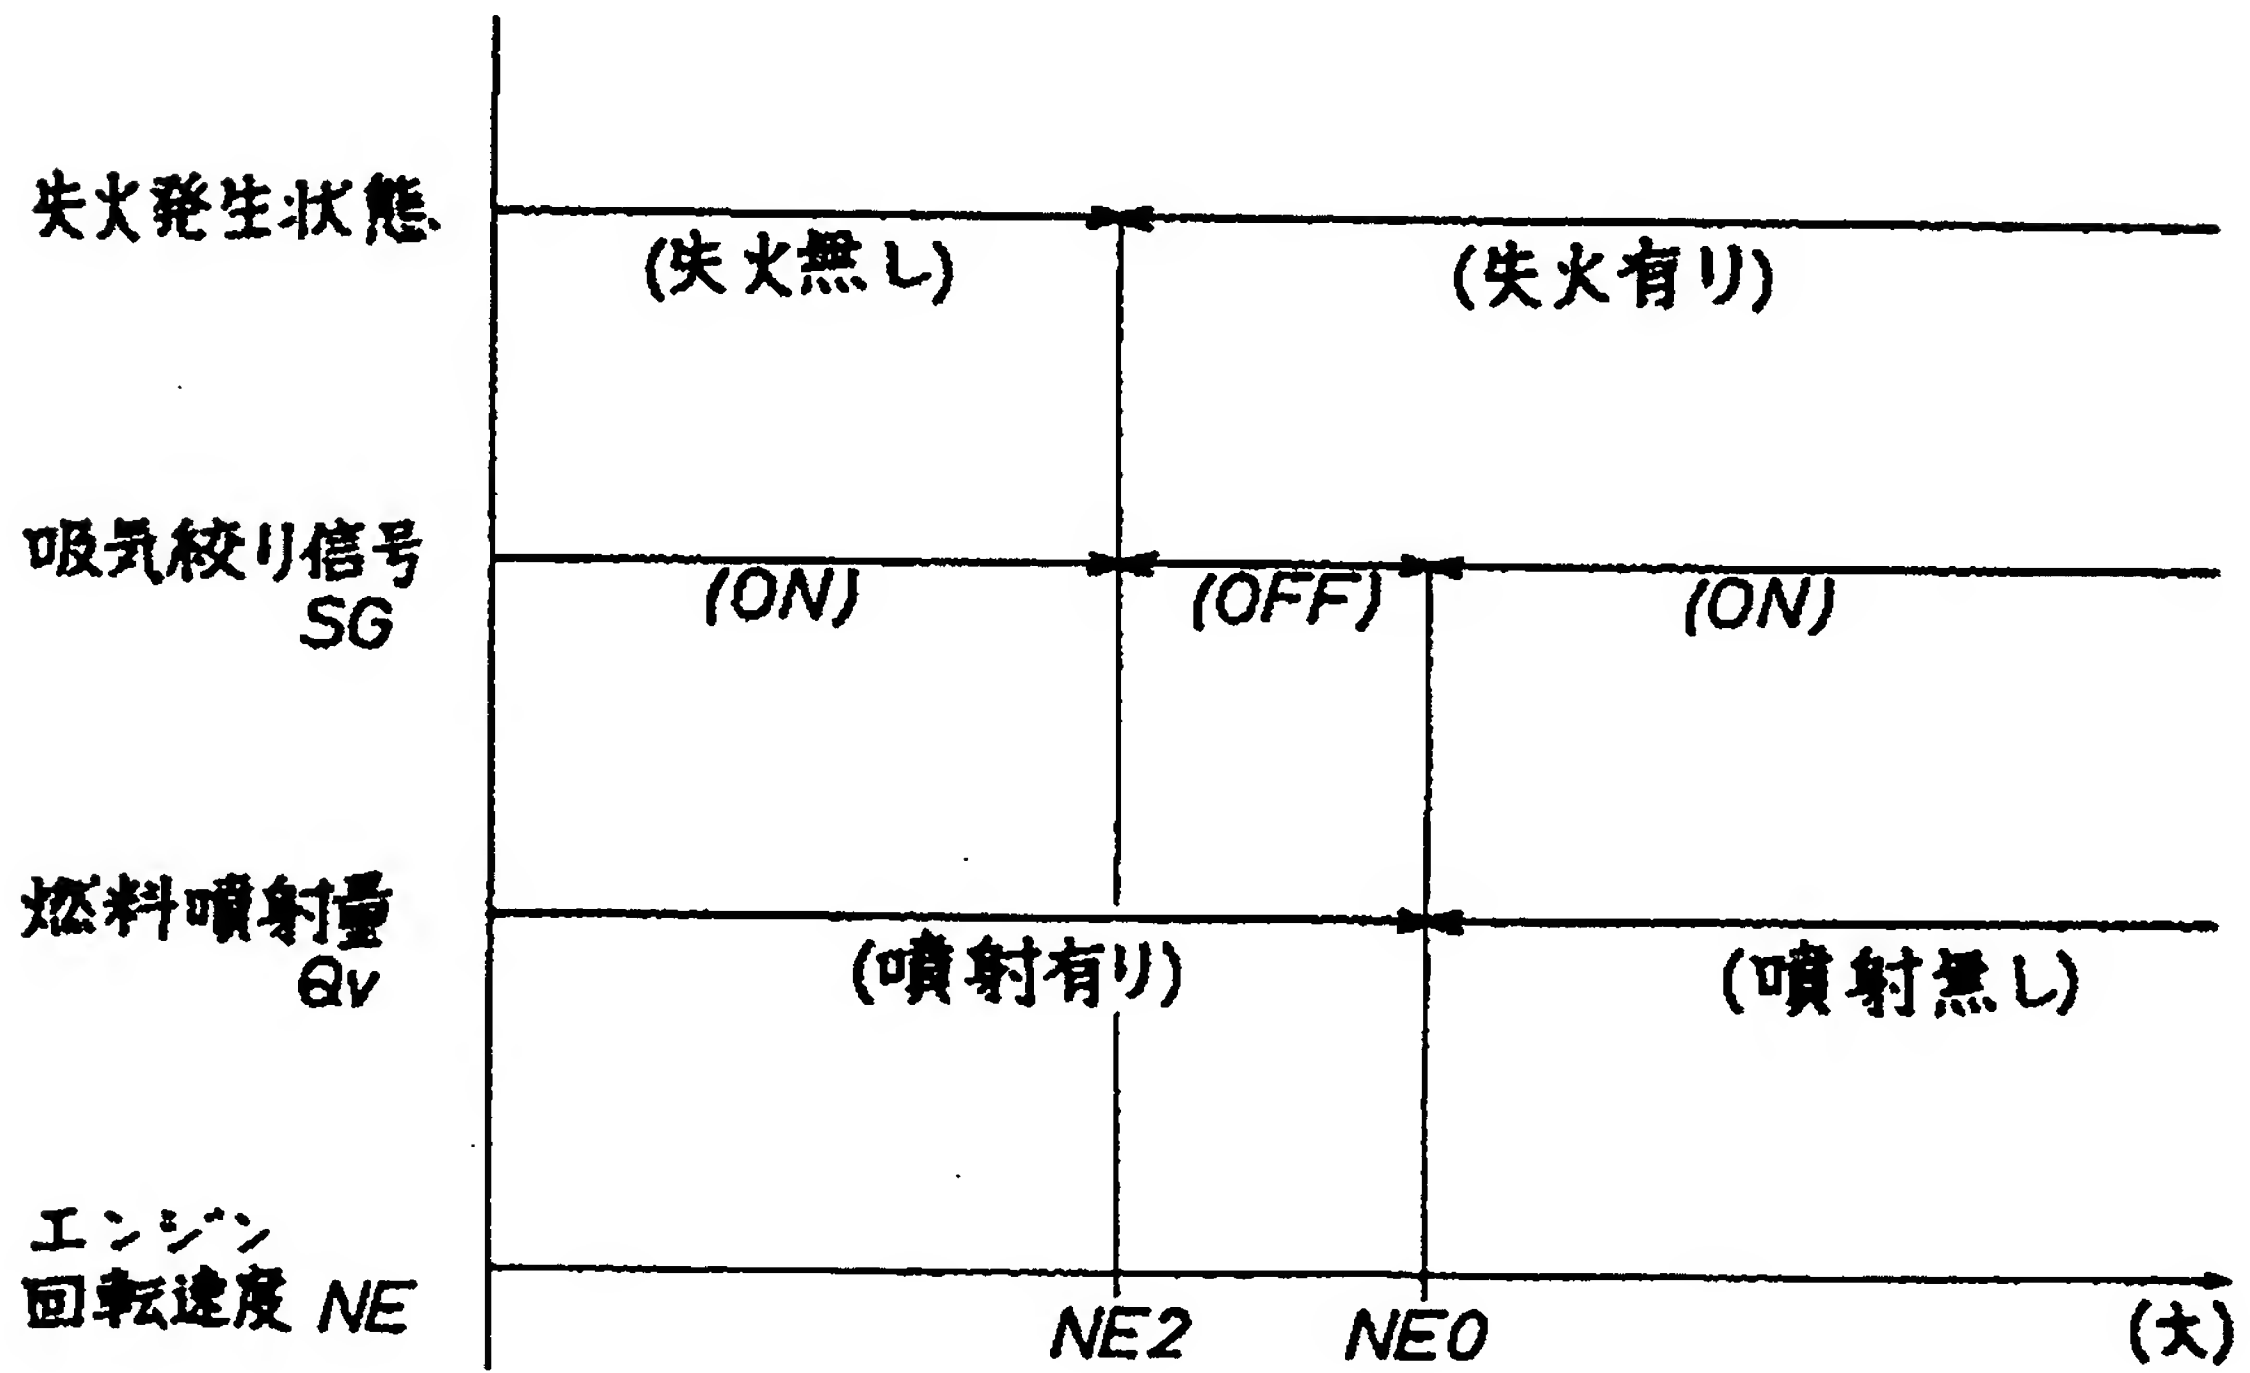 失火発生状態
(失火無し)
(失火有り)
吸気絞り信号
SG
(ON)
(OFF)
(ON)
燃料噴射量
Qv
(噴射有り)
(噴射無し)
エンジン
回転速度 NE
NE2
NE0
(大)